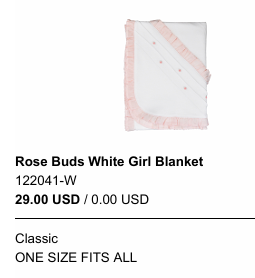 Rose Buds White Girl Blanket
122041-W
29.00 USD / 0.00 USD
Classic
ONE SIZE FITS ALL